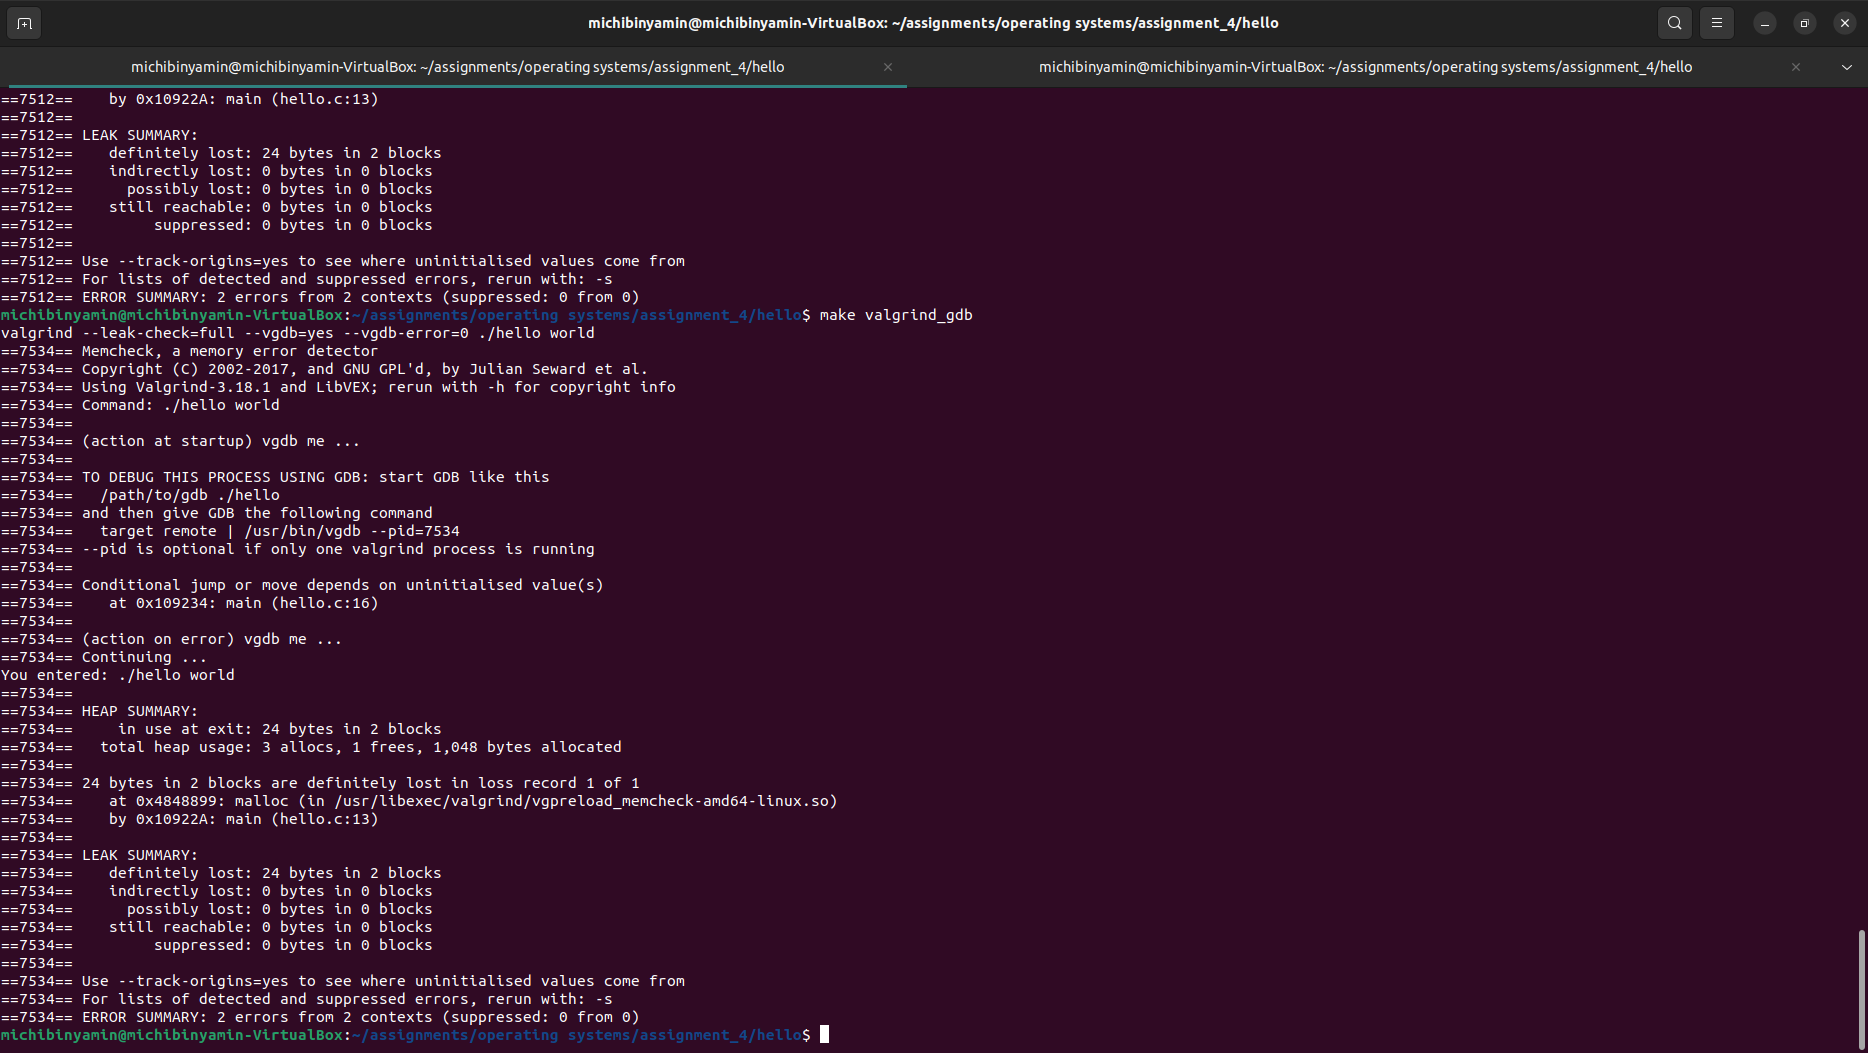 michibinyamin@michibinyamin-VirtualBox: ~/assignments/operating systems/assignment_4/hello
michibinyamin@michibinyamin-VirtualBox: ~/assignments/operating systems/assignment_4/hello
michibinyamin@michibinyamin-VirtualBox: ~/assignments/operating systems/assignment_4/hello
==7512==    by 0x10922A: main (hello.c:13)
==7512==
==7512== LEAK SUMMARY:
==7512==    definitely lost: 24 bytes in 2 blocks
==7512==    indirectly lost: 0 bytes in 0 blocks
==7512==      possibly lost: 0 bytes in 0 blocks
==7512==    still reachable: 0 bytes in 0 blocks
==7512==         suppressed: 0 bytes in 0 blocks
==7512==
==7512== Use --track-origins=yes to see where uninitialised values come from
==7512== For lists of detected and suppressed errors, rerun with: -s
==7512== ERROR SUMMARY: 2 errors from 2 contexts (suppressed: 0 from 0)
michibinyamin@michibinyamin-VirtualBox:~/assignments/operating systems/assignment_4/hello$ make valgrind_gdb
valgrind --leak-check=full --vgdb=yes --vgdb-error=0 ./hello world
==7534== Memcheck, a memory error detector
==7534== Copyright (C) 2002-2017, and GNU GPL'd, by Julian Seward et al.
==7534== Using Valgrind-3.18.1 and LibVEX; rerun with -h for copyright info
==7534== Command: ./hello world
==7534==
==7534== (action at startup) vgdb me ...
==7534==
==7534== TO DEBUG THIS PROCESS USING GDB: start GDB like this
==7534==   /path/to/gdb ./hello
==7534== and then give GDB the following command
==7534==   target remote | /usr/bin/vgdb --pid=7534
==7534== --pid is optional if only one valgrind process is running
==7534==
==7534== Conditional jump or move depends on uninitialised value(s)
==7534==    at 0x109234: main (hello.c:16)
==7534==
==7534== (action on error) vgdb me ...
==7534== Continuing ...
You entered: ./hello world
==7534==
==7534== HEAP SUMMARY:
==7534==     in use at exit: 24 bytes in 2 blocks
==7534==   total heap usage: 3 allocs, 1 frees, 1,048 bytes allocated
==7534==
==7534== 24 bytes in 2 blocks are definitely lost in loss record 1 of 1
==7534==    at 0x4848899: malloc (in /usr/libexec/valgrind/vgpreload_memcheck-amd64-linux.so)
==7534==    by 0x10922A: main (hello.c:13)
==7534==
==7534== LEAK SUMMARY:
==7534==    definitely lost: 24 bytes in 2 blocks
==7534==    indirectly lost: 0 bytes in 0 blocks
==7534==      possibly lost: 0 bytes in 0 blocks
==7534==    still reachable: 0 bytes in 0 blocks
==7534==         suppressed: 0 bytes in 0 blocks
==7534==
==7534== Use --track-origins=yes to see where uninitialised values come from
==7534== For lists of detected and suppressed errors, rerun with: -s
==7534== ERROR SUMMARY: 2 errors from 2 contexts (suppressed: 0 from 0)
michibinyamin@michibinyamin-VirtualBox:~/assignments/operating systems/assignment_4/hello$